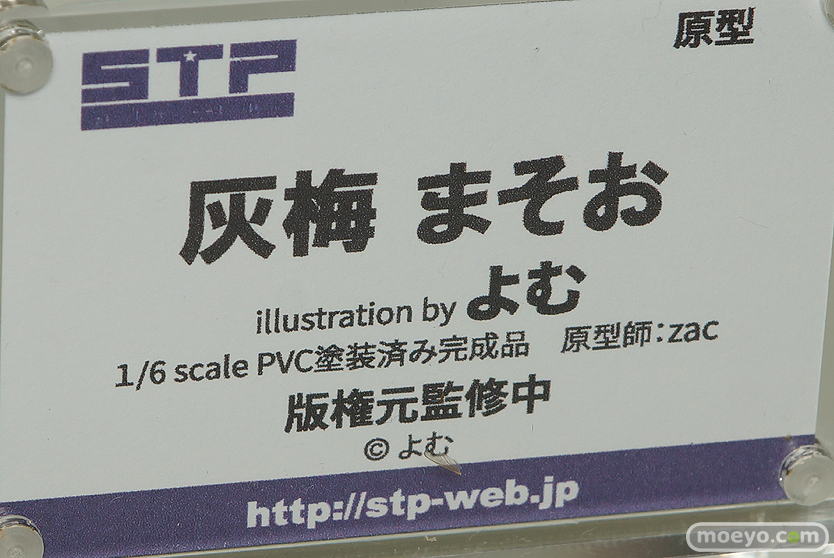 原型
STP
灰梅 まそお
illustration by よむ
1/6 scale PVC塗装済み完成品　原型師：zac
版権元監修中
© よむ
http://stp-web.jp
moeyo.com